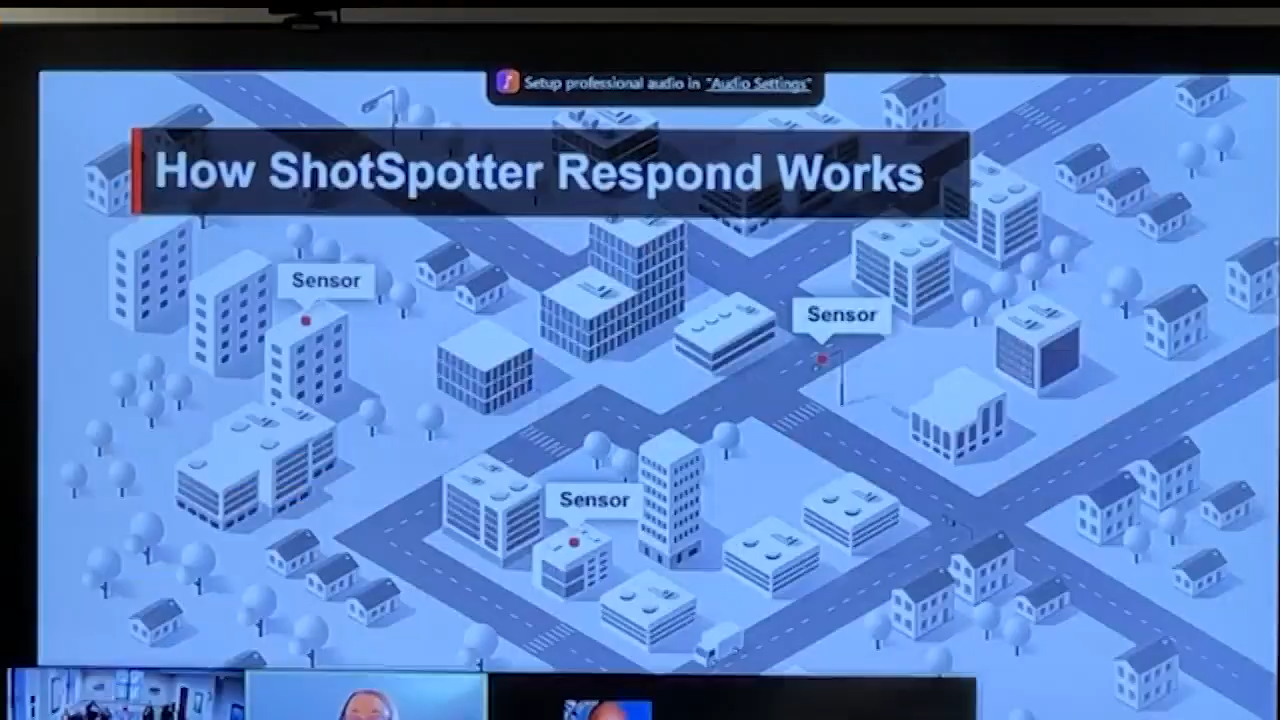 Setup professional audio in "Audio Settings"
How ShotSpotter Respond Works
Sensor
Sensor
Sensor